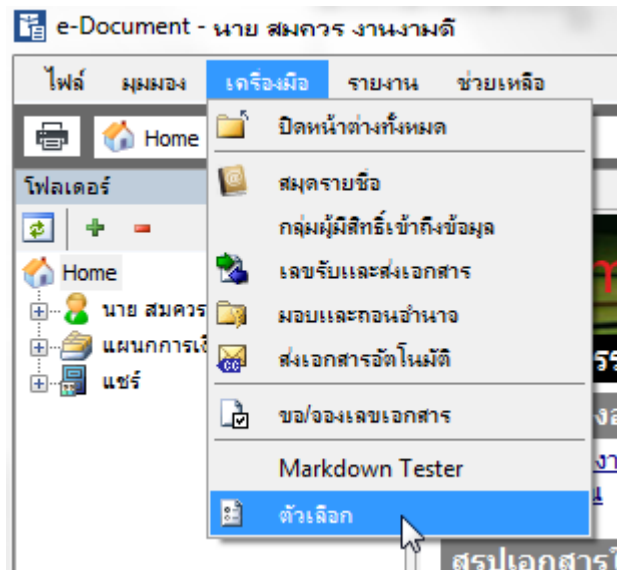 e-Document - นาย สมควร งานงามดี
ไฟล์ มุมมอง เครื่องมือ รายงาน ช่วยเหลือ
Home
ปิดหน้าต่างทั้งหมด
โฟลเดอร์
สมุดรายชื่อ
กลุ่มผู้มีสิทธิ์เข้าถึงข้อมูล
Home
เลขรับและส่งเอกสาร
นาย สมควร
มอบและถอนอำนาจ
แผนกการเงิ
ส่งเอกสารอัตโนมัติ
แชร์
ขอ/จองเลขเอกสาร
Markdown Tester
ตัวเลือก
สรุปเอกสารใ